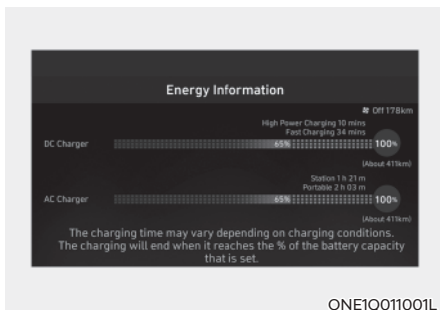 Energy Information
Off 178km
High Power Charging 10 mins
Fast Charging 34 mins
DC Charger
65%
100%
(About 411km)
Station 1 h 21 m
Portable 2 h 03 m
AC Charger
65%
100%
(About 411km)
The charging time may vary depending on charging conditions.
The charging will end when it reaches the % of the battery capacity
that is set.
ONE1Q011001L